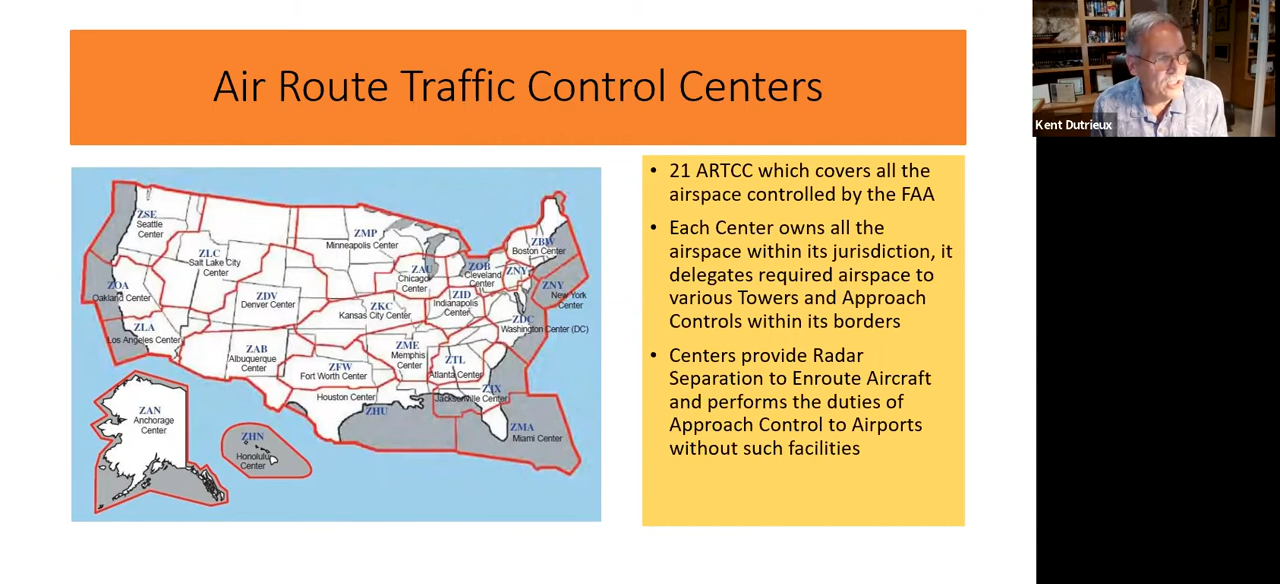 Air Route Traffic Control Centers
Kent Dutrieux
ZSE
Seattle
Center
ZLC
Salt Lake City
Center
ZMP
Minneapolis Center
ZBW
Boston Center
ZAU
Chicago
Center
ZOB
Cleveland
Center
ZNY
ZNY
New York
Center
ZOA
Oakland Center
ZDV
Denver Center
ZKC
Kansas City Center
ZID
Indianapolis
Center
ZDC
Washington Center (DC)
ZLA
Los Angeles Center
ZAB
Albuquerque
Center
ZFW
Fort Worth Center
ZME
Memphis
Center
ZTL
Atlanta Center
ZJX
Jacksonville Center
Houston Center
ZHU
ZMA
Miami Center
ZAN
Anchorage
Center
ZHN
Honolulu
Center
• 21 ARTCC which covers all the
airspace controlled by the FAA
• Each Center owns all the
airspace within its jurisdiction, it
delegates required airspace to
various Towers and Approach
Controls within its borders
• Centers provide Radar
Separation to Enroute Aircraft
and performs the duties of
Approach Control to Airports
without such facilities